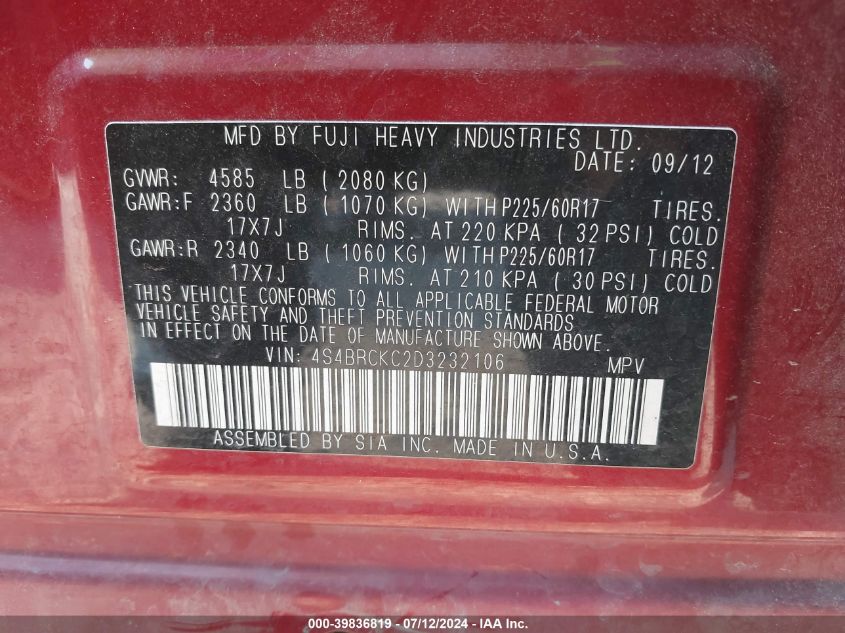 MFD BY FUJI HEAVY INDUSTRIES LTD.
DATE: 09/12
GVWR: 4585 LB (2080 KG)
GAWR:F 2360 LB (1070 KG) WITH P225/60R17 TIRES.
17X7J RIMS. AT 220 KPA (32 PSI) COLD
GAWR:R 2340 LB (1060 KG) WITH P225/60R17 TIRES.
17X7J RIMS. AT 210 KPA (30 PSI) COLD
THIS VEHICLE CONFORMS TO ALL APPLICABLE FEDERAL MOTOR
VEHICLE SAFETY AND THEFT PREVENTION STANDARDS
IN EFFECT ON THE DATE OF MANUFACTURE SHOWN ABOVE.
VIN: 4S4BRCKC2D3232106 MPV
ASSEMBLED BY SIA INC. MADE IN U.S.A.
000-39836819 - 07/12/2024 - IAA Inc.